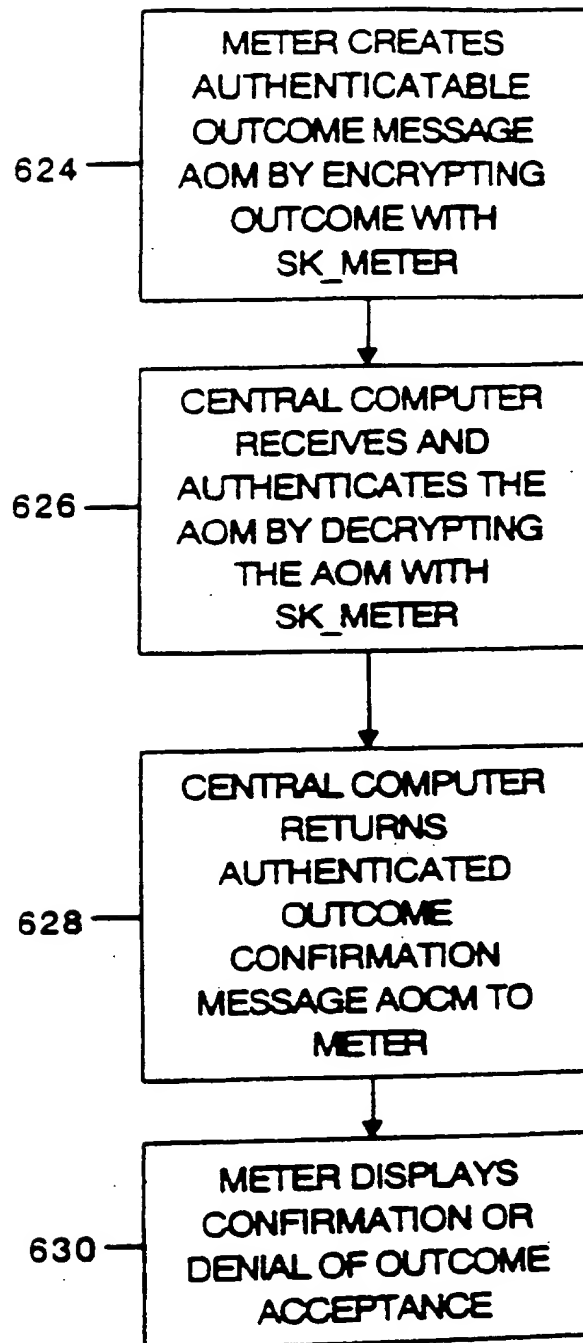 METER CREATES
AUTHENTICATABLE
OUTCOME MESSAGE
624
AOM BY ENCRYPTING
OUTCOME WITH
SK_METER
CENTRAL COMPUTER
RECEIVES AND
AUTHENTICATES THE
626
AOM BY DECRYPTING
THE AOM WITH
SK_METER
CENTRAL COMPUTER
RETURNS
AUTHENTICATED
OUTCOME
628
CONFIRMATION
MESSAGE AOCM TO
METER
METER DISPLAYS
CONFIRMATION OR
630
DENIAL OF OUTCOME
ACCEPTANCE